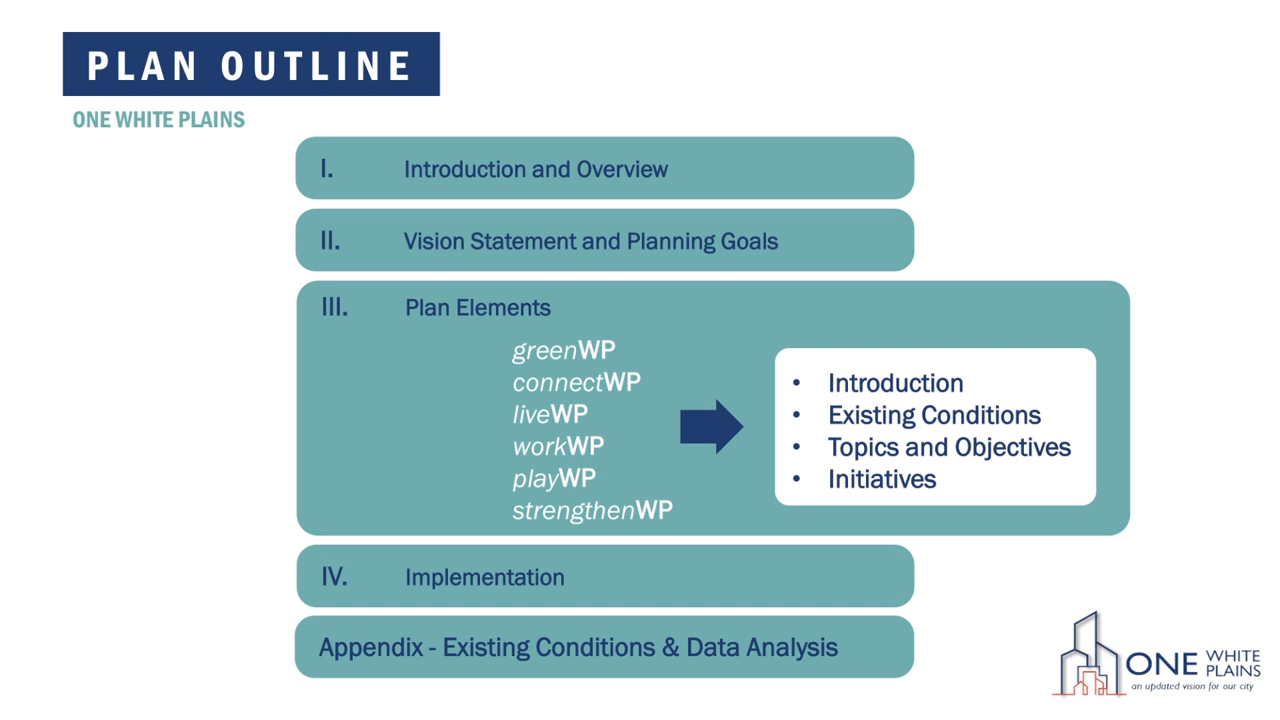 PLAN OUTLINE
ONE WHITE PLAINS
I. Introduction and Overview
II. Vision Statement and Planning Goals
III. Plan Elements
greenWP
connectWP
liveWP
workWP
playWP
strengthenWP
• Introduction
• Existing Conditions
• Topics and Objectives
• Initiatives
IV. Implementation
Appendix - Existing Conditions & Data Analysis
ONE WHITE PLAINS
an updated vision for our city